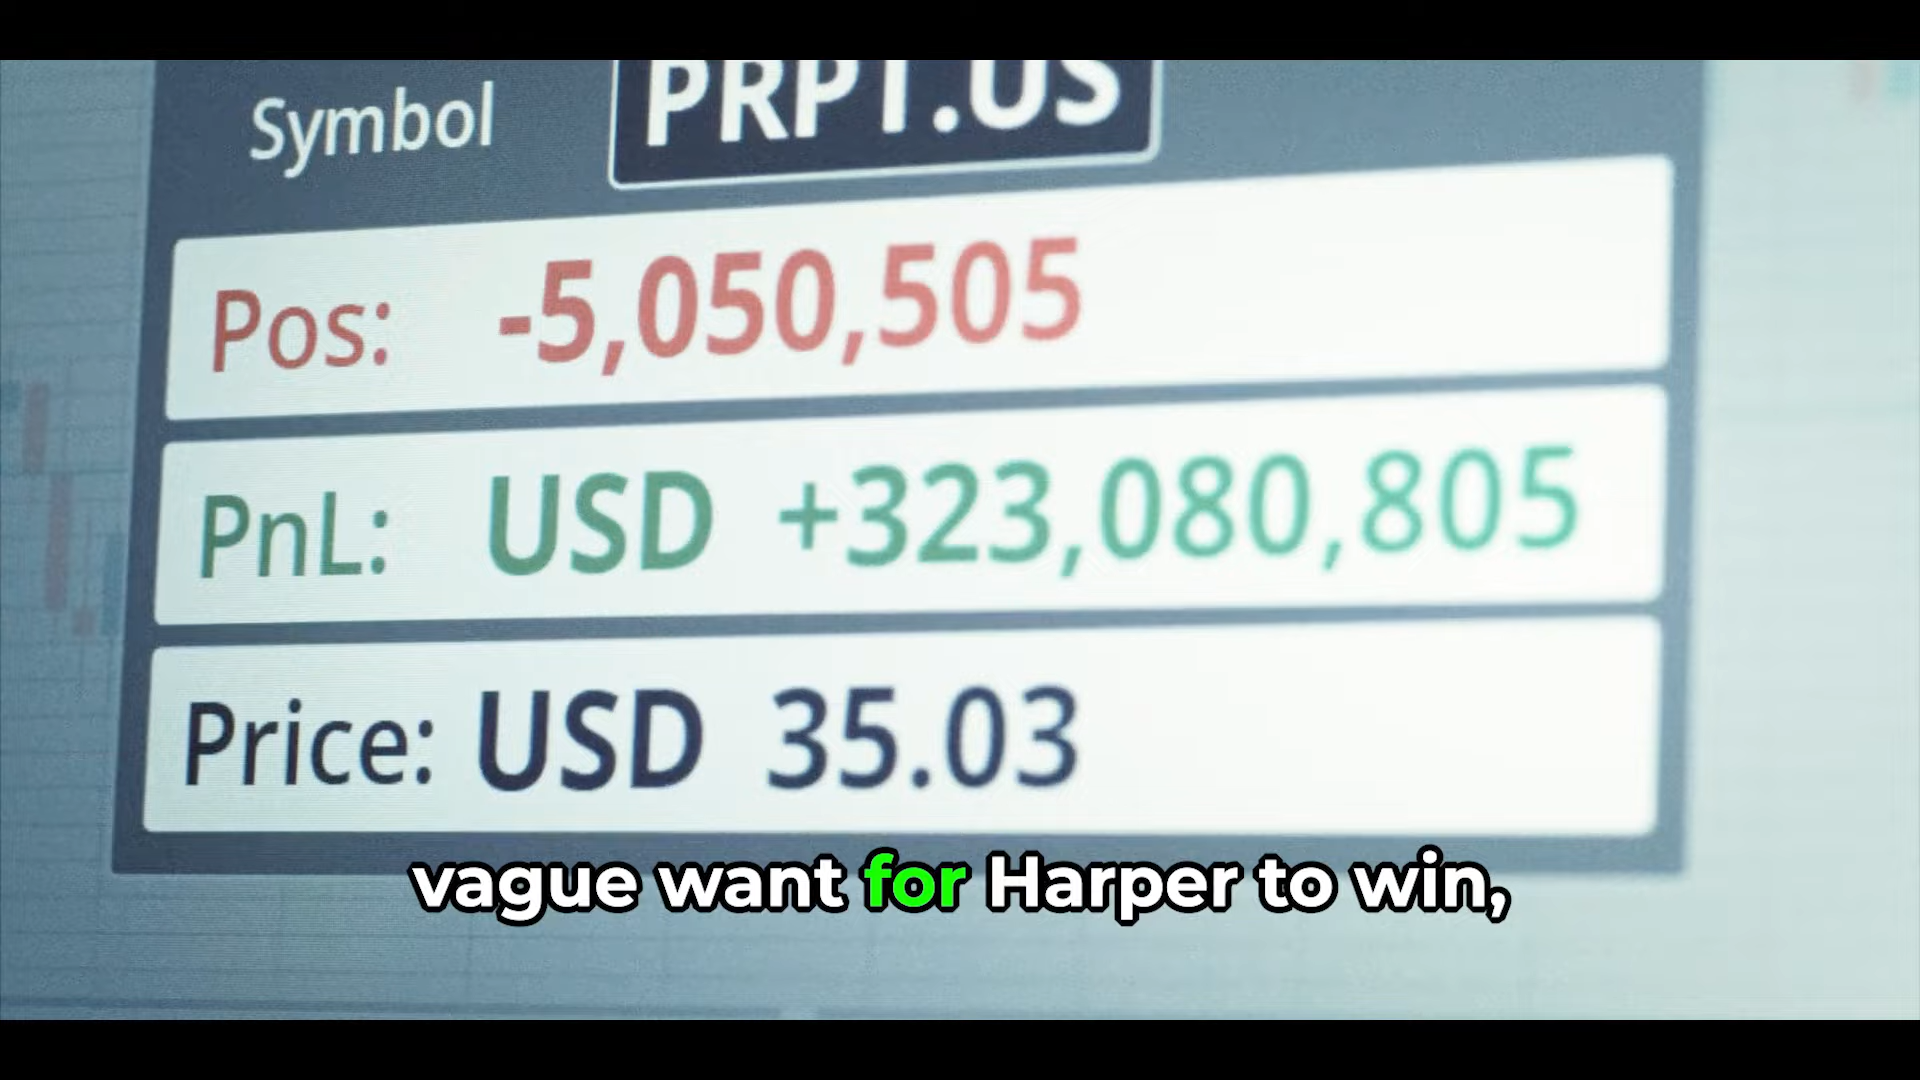 Symbol PRPT.US
Pos: -5,050,505
PnL: USD +323,080,805
Price: USD 35.03
vague want for Harper to win,